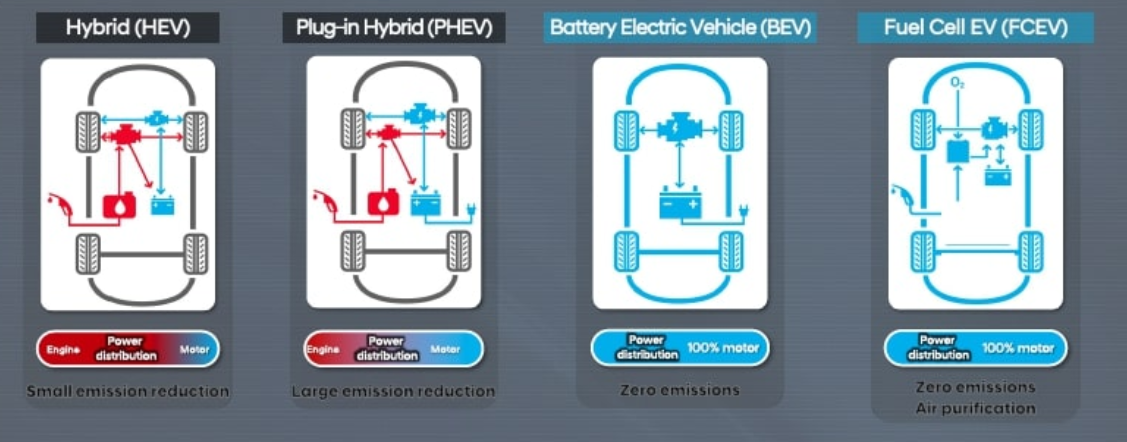 Hybrid (HEV)
Plug-in Hybrid (PHEV)
Battery Electric Vehicle (BEV)
Fuel Cell EV (FCEV)
O2
Engine
Power
distribution
Motor
Engine
Power
distribution
Motor
Power
distribution
100% motor
Power
distribution
100% motor
Small emission reduction
Large emission reduction
Zero emissions
Zero emissions
Air purification